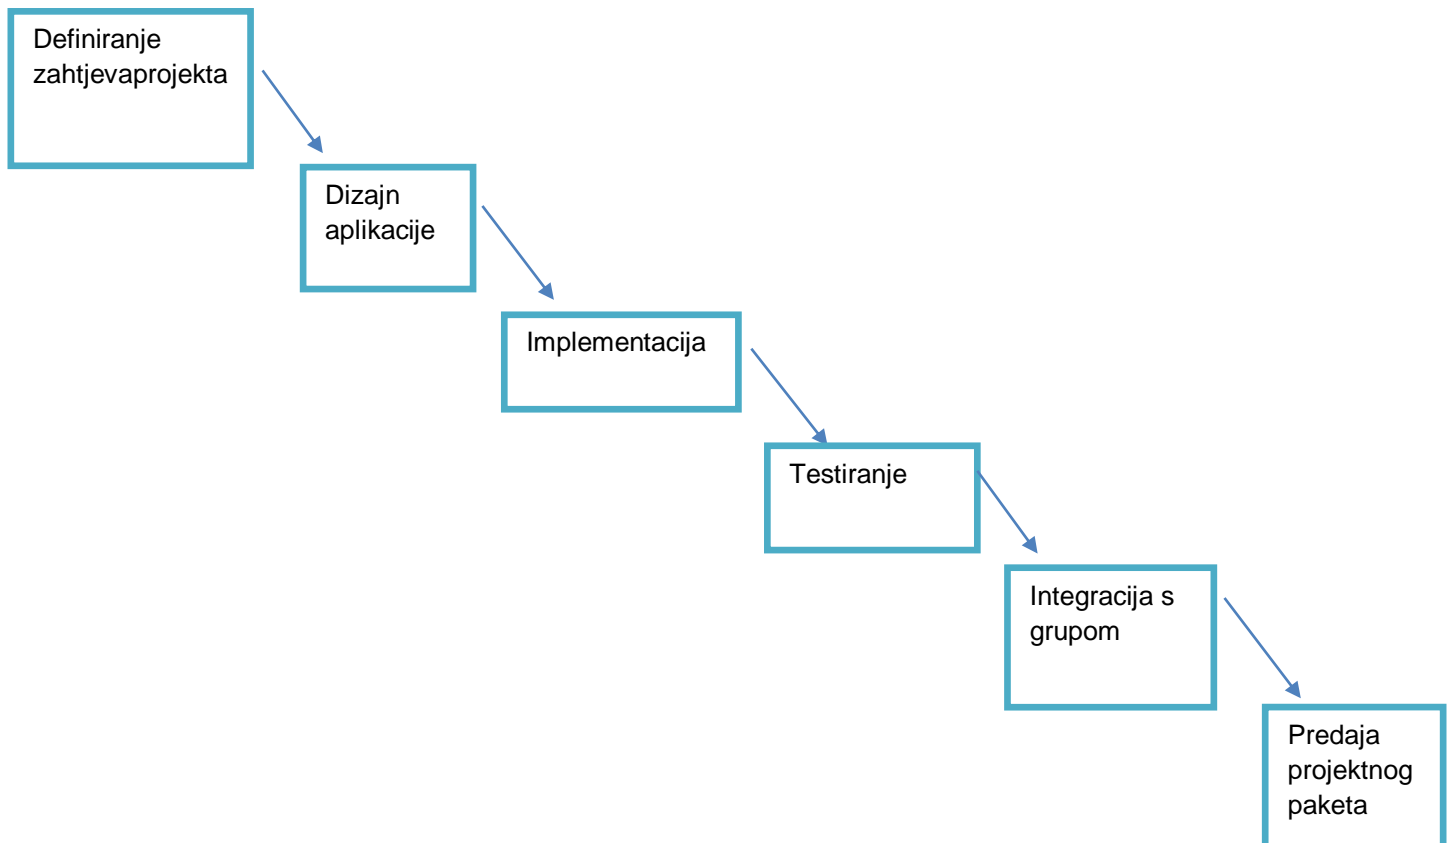 Definiranje
zahtjevaprojekta
Dizajn
aplikacije
Implementacija
Testiranje
Integracija s
grupom
Predaja
projektnog
paketa